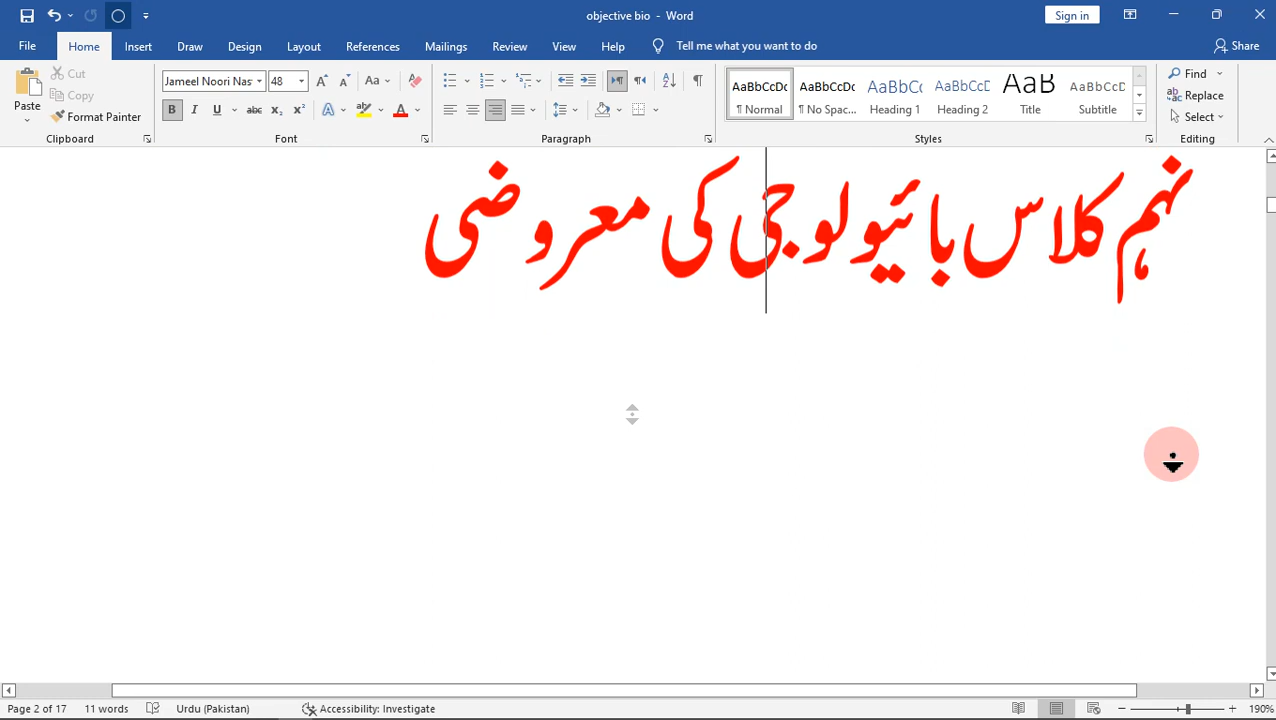 objective bio - Word
Sign in
File Home Insert Draw Design Layout References Mailings Review View Help Tell me what you want to do Share
Paste Cut Copy Format Painter
Clipboard
Jameel Noori Nas 48
Font
Paragraph
AaBbCcDc AaBbCcDc AaBbCc AaBbCcD AaB AaBbCcD
¶ Normal ¶ No Spac... Heading 1 Heading 2 Title Subtitle
Styles
Find
Replace
Select
Editing
نہم کلاس بائیولوجی کی معروضی
Page 2 of 17 11 words Urdu (Pakistan) Accessibility: Investigate 190%